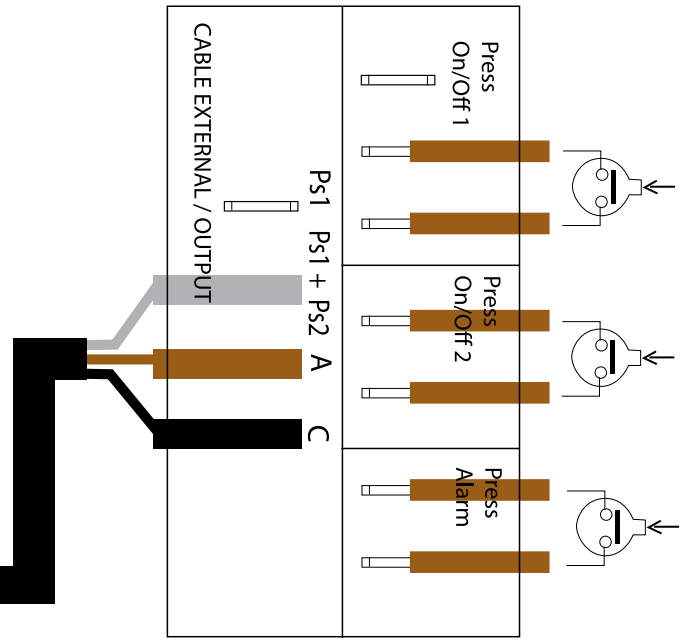 CABLE EXTERNAL / OUTPUT
Ps1
Ps1 + Ps2
A
C
Press
On/Off 1
Press
On/Off 2
Press
Alarm